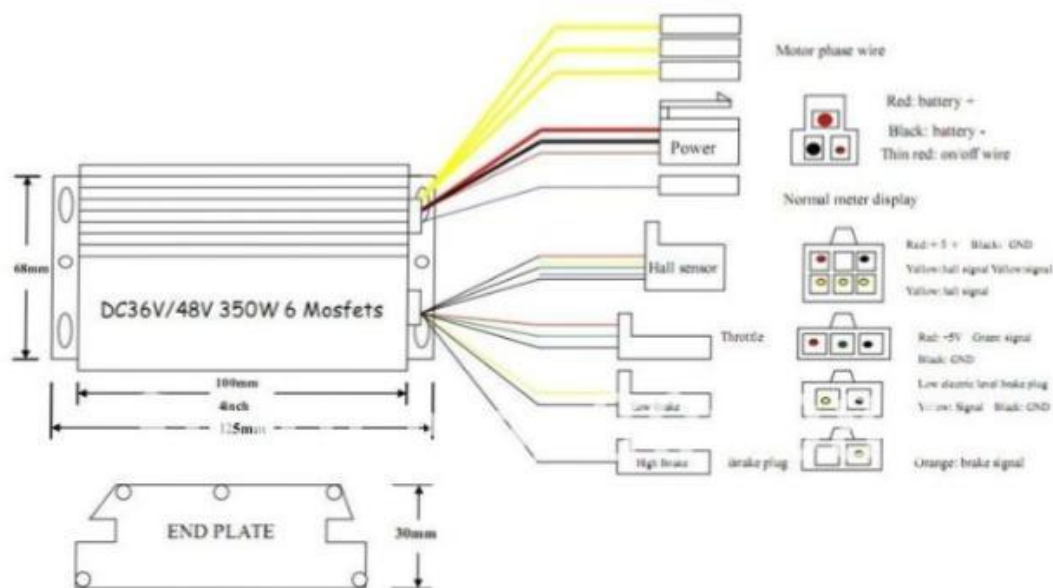 Motor phase wire
Red: battery +
Black: battery -
Power
Thin red: on/off wire
Normal meter display
68mm
Hall sensor
Red: + 5 v Black: GND
Yellow:hall signal Yellow:signal
Yellow:hall signal
DC36V/48V 350W 6 Mosfets
Throttle
Red: +5V Green: signal
Black: GND
100mm
4inch
125mm
Low brake
Low electric level brake plug
Yellow: Signal Black: GND
High Brake
Brake plug
Orange: brake signal
END PLATE
30mm